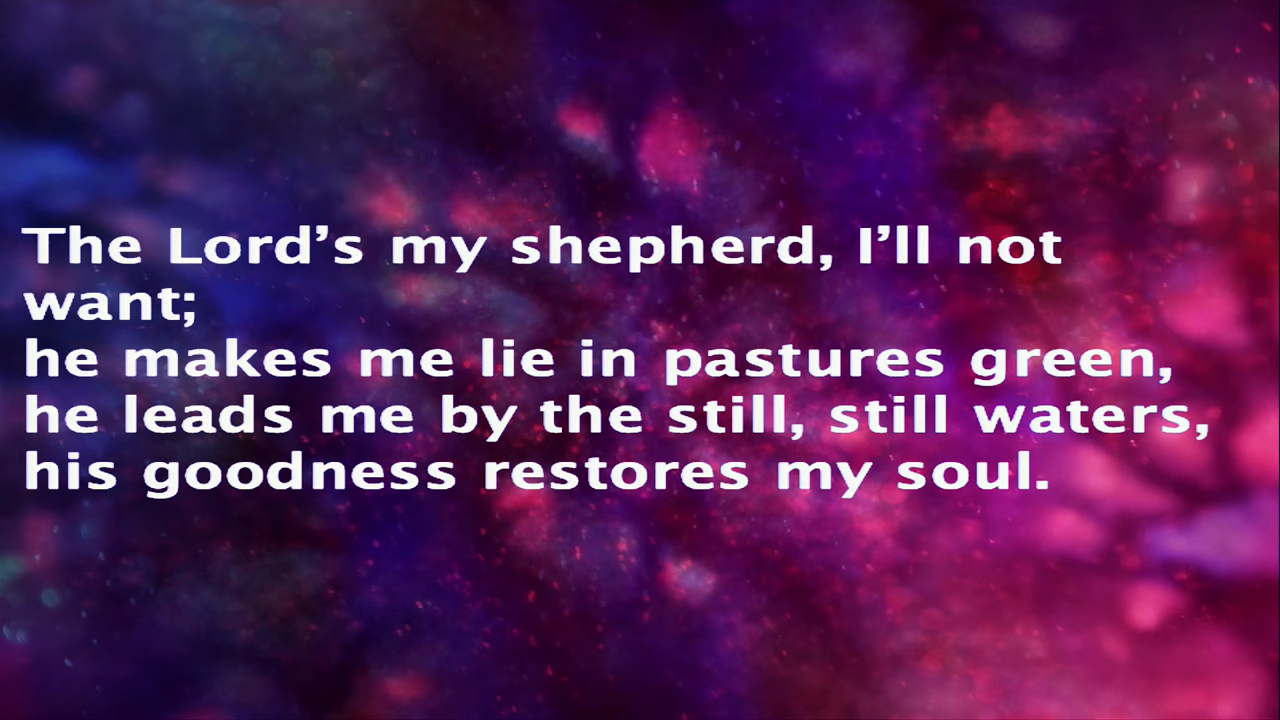 The Lord’s my shepherd, I’ll not
want;
he makes me lie in pastures green,
he leads me by the still, still waters,
his goodness restores my soul.